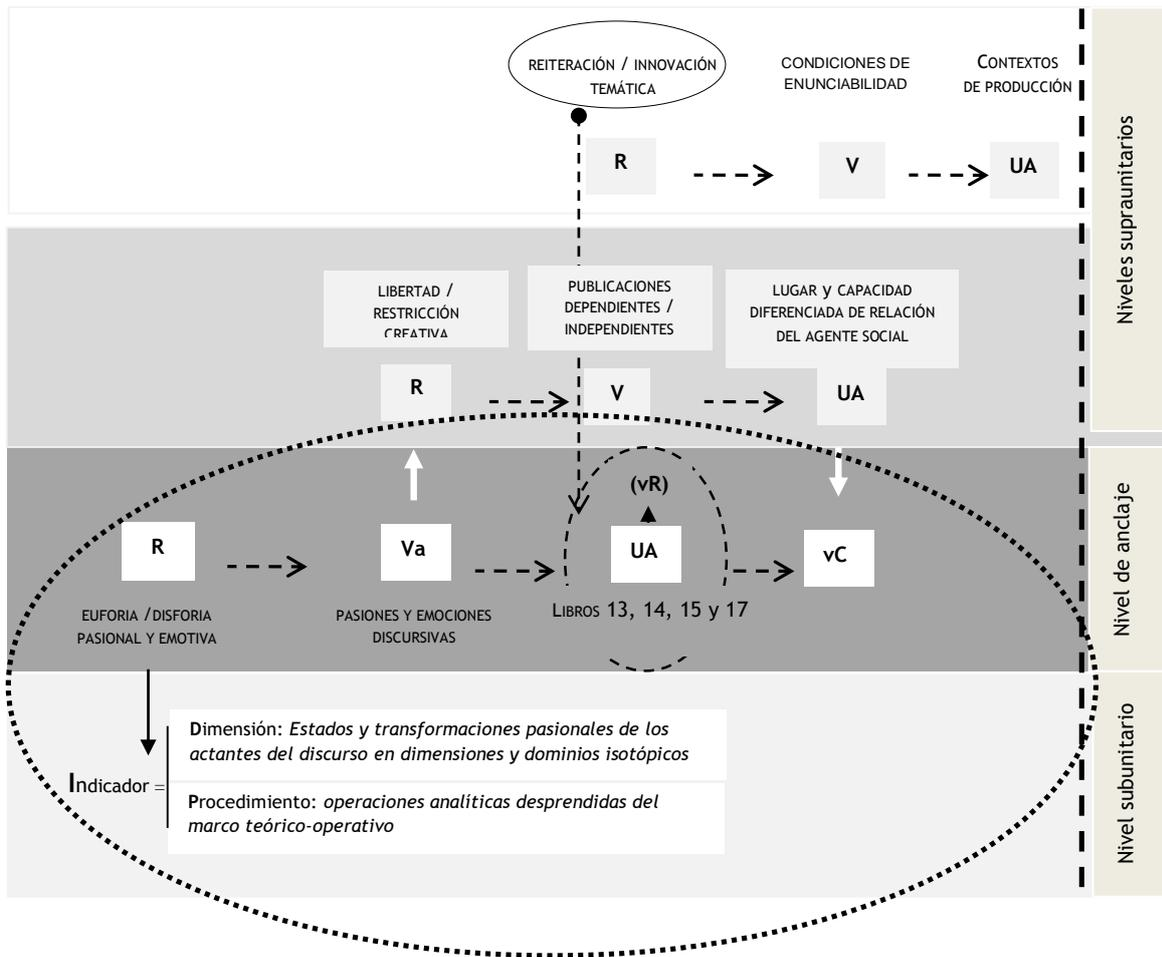 REITERACIÓN / INNOVACIÓN
TEMÁTICA
CONDICIONES DE
ENUNCIABILIDAD
CONTEXTOS
DE PRODUCCIÓN
R
V
UA
Niveles supraunitarios
LIBERTAD /
RESTRICCIÓN
CREATIVA
PUBLICACIONES
DEPENDIENTES /
INDEPENDIENTES
LUGAR y CAPACIDAD
DIFERENCIADA DE RELACIÓN
DEL AGENTE SOCIAL
R
V
UA
(vR)
R
Va
UA
vC
Nivel de anclaje
EUFORIA /DISFORIA
PASIONAL Y EMOTIVA
PASIONES Y EMOCIONES
DISCURSIVAS
LIBROS 13, 14, 15 y 17
Dimensión: Estados y transformaciones pasionales de los
actantes del discurso en dimensiones y dominios isotópicos
Indicador =
Procedimiento: operaciones analíticas desprendidas del
marco teórico-operativo
Nivel subunitario